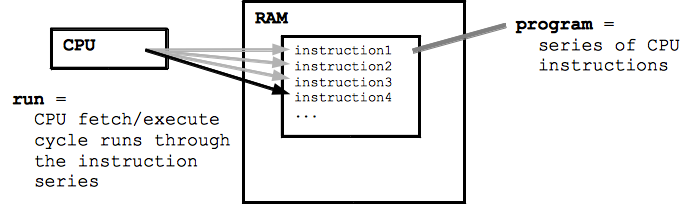 CPU
run =
CPU fetch/execute
cycle runs through
the instruction
series
RAM
instruction1
instruction2
instruction3
instruction4
...
program =
series of CPU
instructions